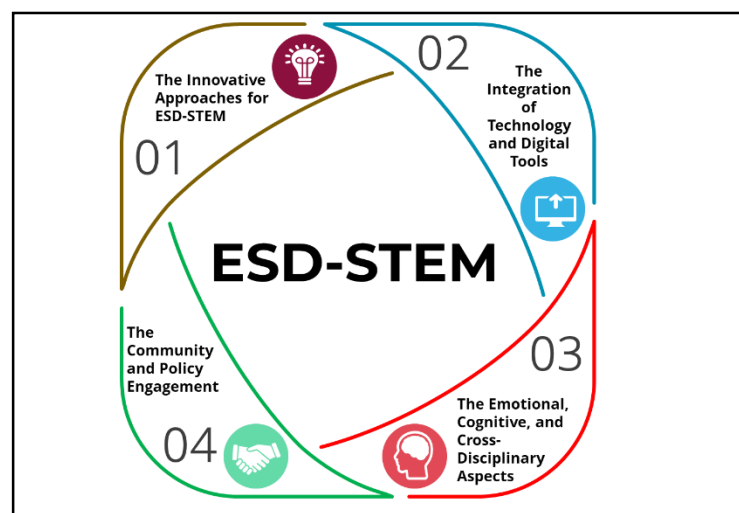 The Innovative
Approaches for
ESD-STEM
01
02
The
Integration
of
Technology
and Digital
Tools
ESD-STEM
03
The Emotional,
Cognitive, and
Cross-
Disciplinary
Aspects
The
Community
and Policy
Engagement
04